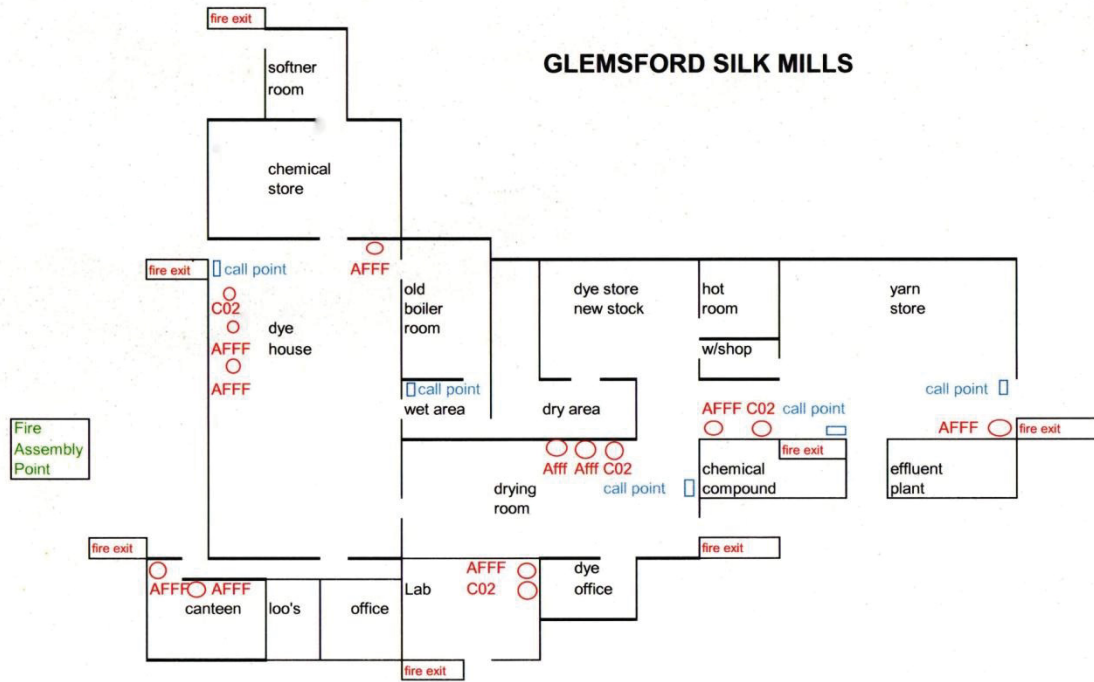 fire exit
GLEMSFORD SILK MILLS
softner
room
chemical
store
fire exit
call point
AFFF
C02
AFFF
AFFF
dye
house
old
boiler
room
dye store
new stock
hot
room
w/shop
yarn
store
call point
wet area
dry area
AFFF C02
call point
call point
AFFF
fire exit
Fire
Assembly
Point
Afff Afff C02
drying
room
call point
fire exit
chemical
compound
effluent
plant
fire exit
fire exit
AFFF
AFFF
canteen
loo's
office
Lab
AFFF
C02
dye
office
fire exit